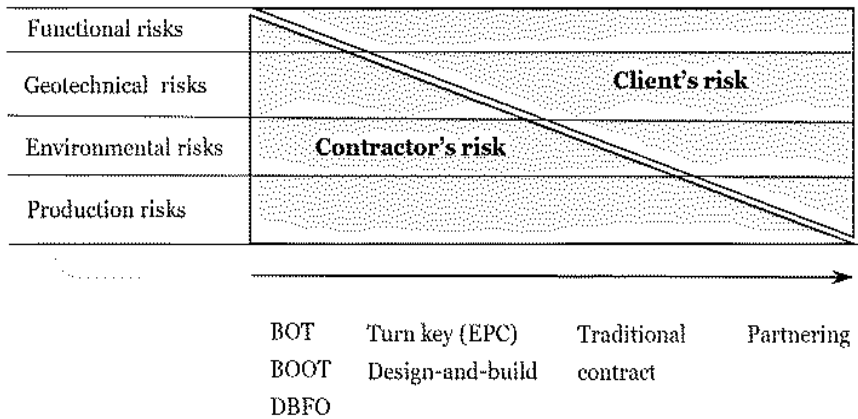 Functional risks
Geotechnical risks
Client's risk
Environmental risks
Contractor's risk
Production risks
BOT Turn key (EPC) Traditional Partnering
BOOT Design-and-build contract
DBFO